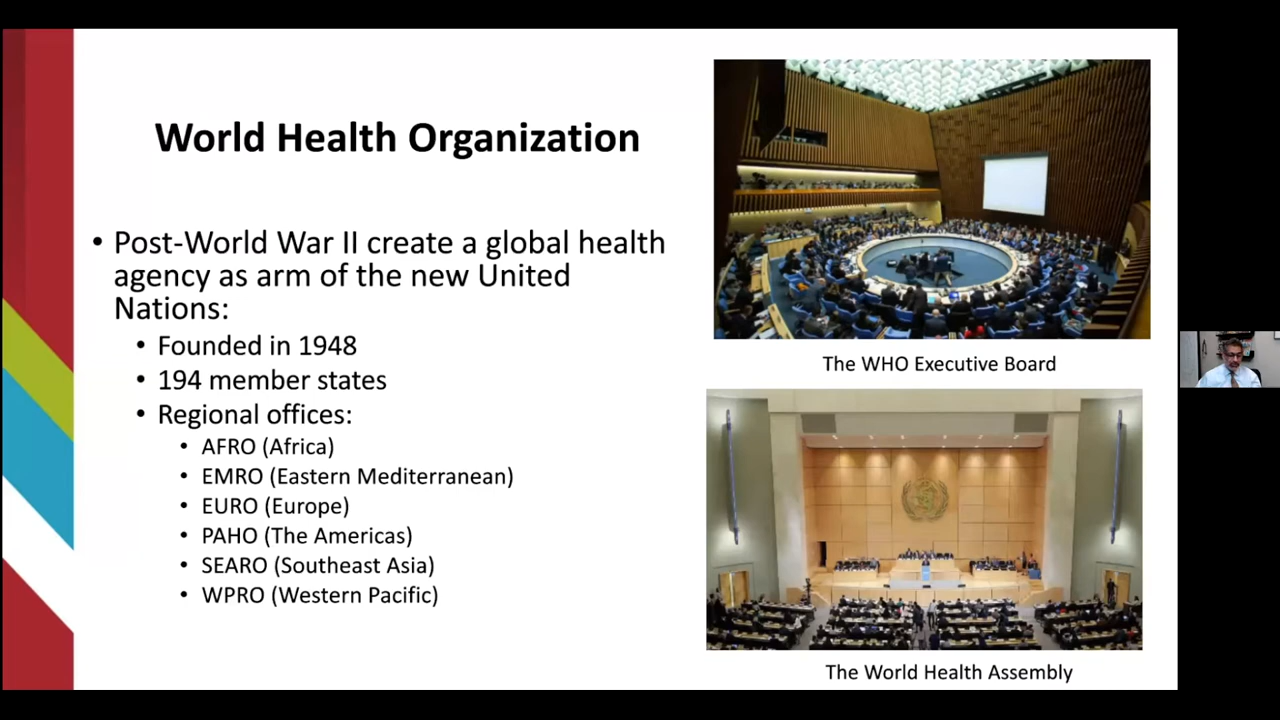 World Health Organization
• Post-World War II create a global health
agency as arm of the new United
Nations:
• Founded in 1948
• 194 member states
• Regional offices:
• AFRO (Africa)
• EMRO (Eastern Mediterranean)
• EURO (Europe)
• PAHO (The Americas)
• SEARO (Southeast Asia)
• WPRO (Western Pacific)
The WHO Executive Board
The World Health Assembly